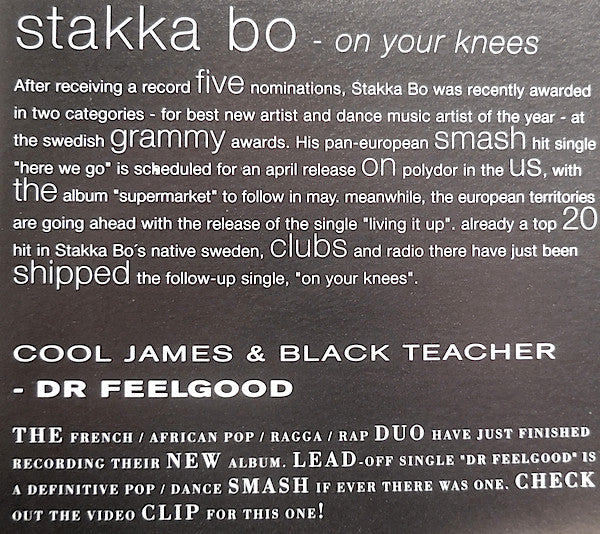 stakka bo - on your knees
After receiving a record five nominations, Stakka Bo was recently awarded
in two categories - for best new artist and dance music artist of the year - at
the swedish grammy awards. His pan-european smash hit single
"here we go" is scheduled for an april release on polydor in the us, with
the album "supermarket" to follow in may. meanwhile, the european territories
are going ahead with the release of the single "living it up". already a top 20
hit in Stakka Bo´s native sweden, clubs and radio there have just been
shipped the follow-up single, "on your knees".
COOL JAMES & BLACK TEACHER
- DR FEELGOOD
THE FRENCH / AFRICAN POP / RAGGA / RAP DUO HAVE JUST FINISHED
RECORDING THEIR NEW ALBUM. LEAD-OFF SINGLE "DR FEELGOOD" IS
A DEFINITIVE POP / DANCE SMASH IF EVER THERE WAS ONE. CHECK
OUT THE VIDEO CLIP FOR THIS ONE!